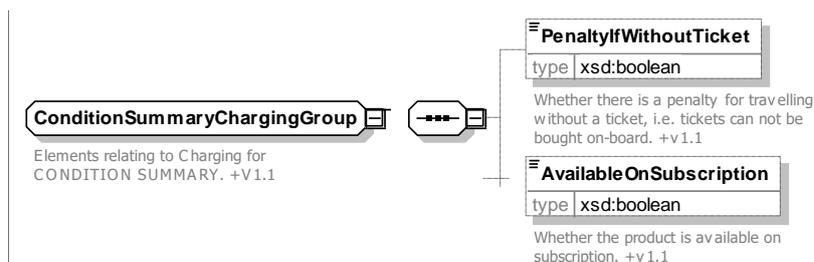 PenaltyIfWithoutTicket
type xsd:boolean
Whether there is a penalty for travelling
without a ticket, i.e. tickets can not be
bought on-board. +v1.1
ConditionSummaryChargingGroup
Elements relating to Charging for
CONDITION SUMMARY. +V1.1
AvailableOnSubscription
type xsd:boolean
Whether the product is available on
subscription. +v1.1